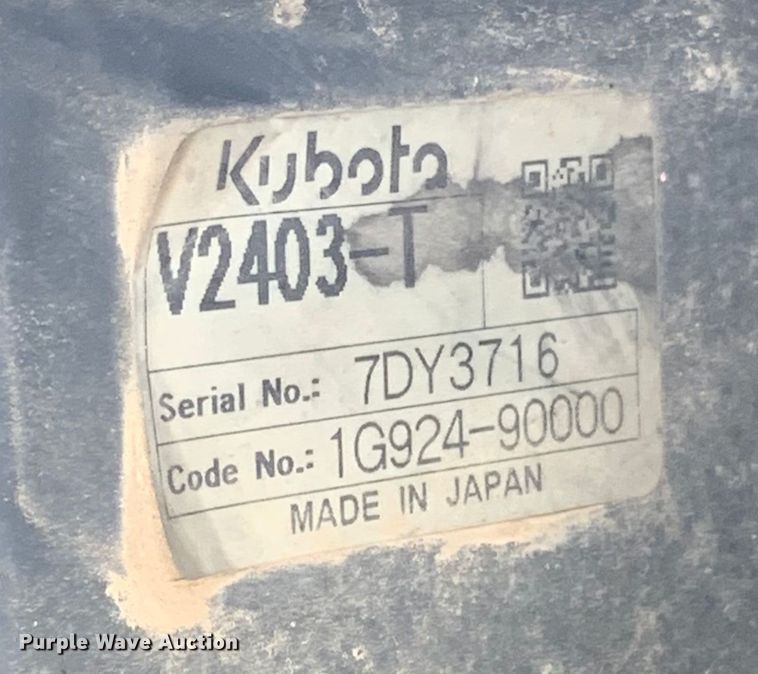 Kubota
V2403-T
Serial No.: 7DY3716
Code No.: 1G924-90000
MADE IN JAPAN
Purple Wave Auction